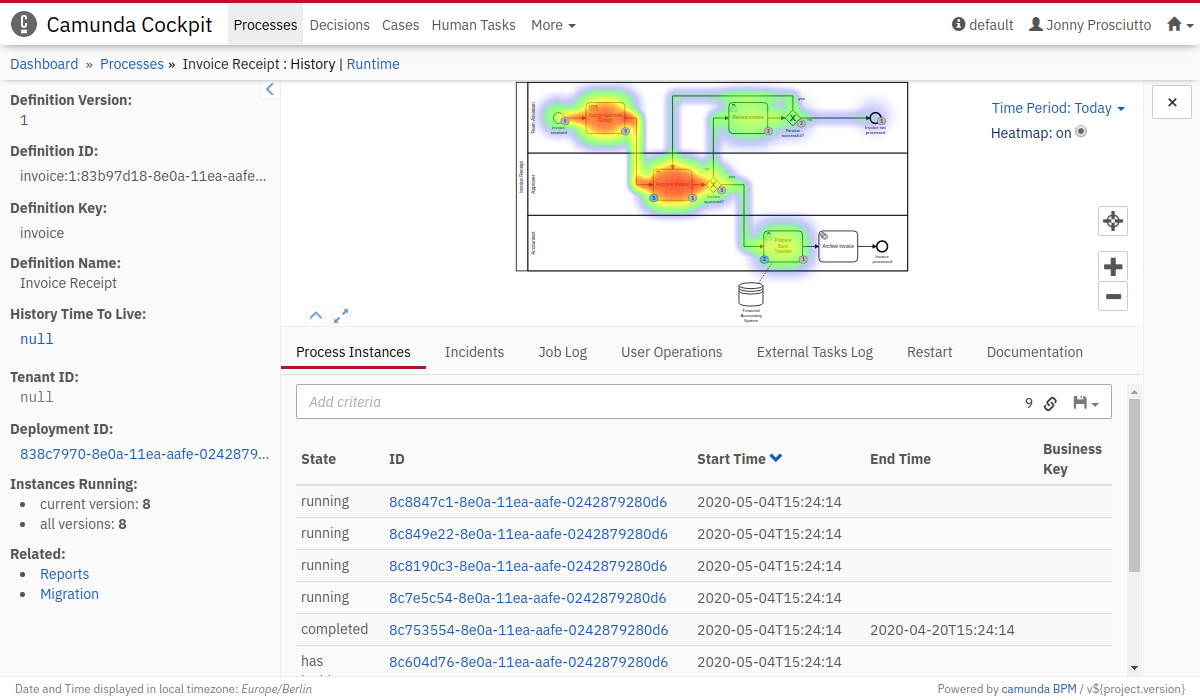 Camunda Cockpit
Processes
Decisions
Cases
Human Tasks
More
default
Jonny Prosciutto
Dashboard » Processes » Invoice Receipt : History | Runtime
Definition Version:
1
Definition ID:
invoice:1:83b97d18-8e0a-11ea-aafe...
Definition Key:
invoice
Definition Name:
Invoice Receipt
History Time To Live:
null
Tenant ID:
null
Deployment ID:
838c7970-8e0a-11ea-aafe-0242879...
Instances Running:
current version: 8
all versions: 8
Related:
Reports
Migration
Invoice Receipt
Team Assistant
Approver
Accountant
Invoice
received
Approve Invoice
Review Invoice
Review
successful?
yes
Invoice not
processed
Invoice
approved?
yes
Prepare
Bank
Transfer
Archive Invoice
Invoice
processed
Financial
Accounting
System
Time Period: Today
Heatmap: on
Process Instances
Incidents
Job Log
User Operations
External Tasks Log
Restart
Documentation
Add criteria
9
State ID Start Time End Time Business
Key
running 8c8847c1-8e0a-11ea-aafe-0242879280d6 2020-05-04T15:24:14
running 8c849e22-8e0a-11ea-aafe-0242879280d6 2020-05-04T15:24:14
running 8c8190c3-8e0a-11ea-aafe-0242879280d6 2020-05-04T15:24:14
running 8c7e5c54-8e0a-11ea-aafe-0242879280d6 2020-05-04T15:24:14
completed 8c753554-8e0a-11ea-aafe-0242879280d6 2020-05-04T15:24:14 2020-04-20T15:24:14
has 8c604d76-8e0a-11ea-aafe-0242879280d6 2020-05-04T15:24:14
Date and Time displayed in local timezone: Europe/Berlin
Powered by camunda BPM / v${project.version}